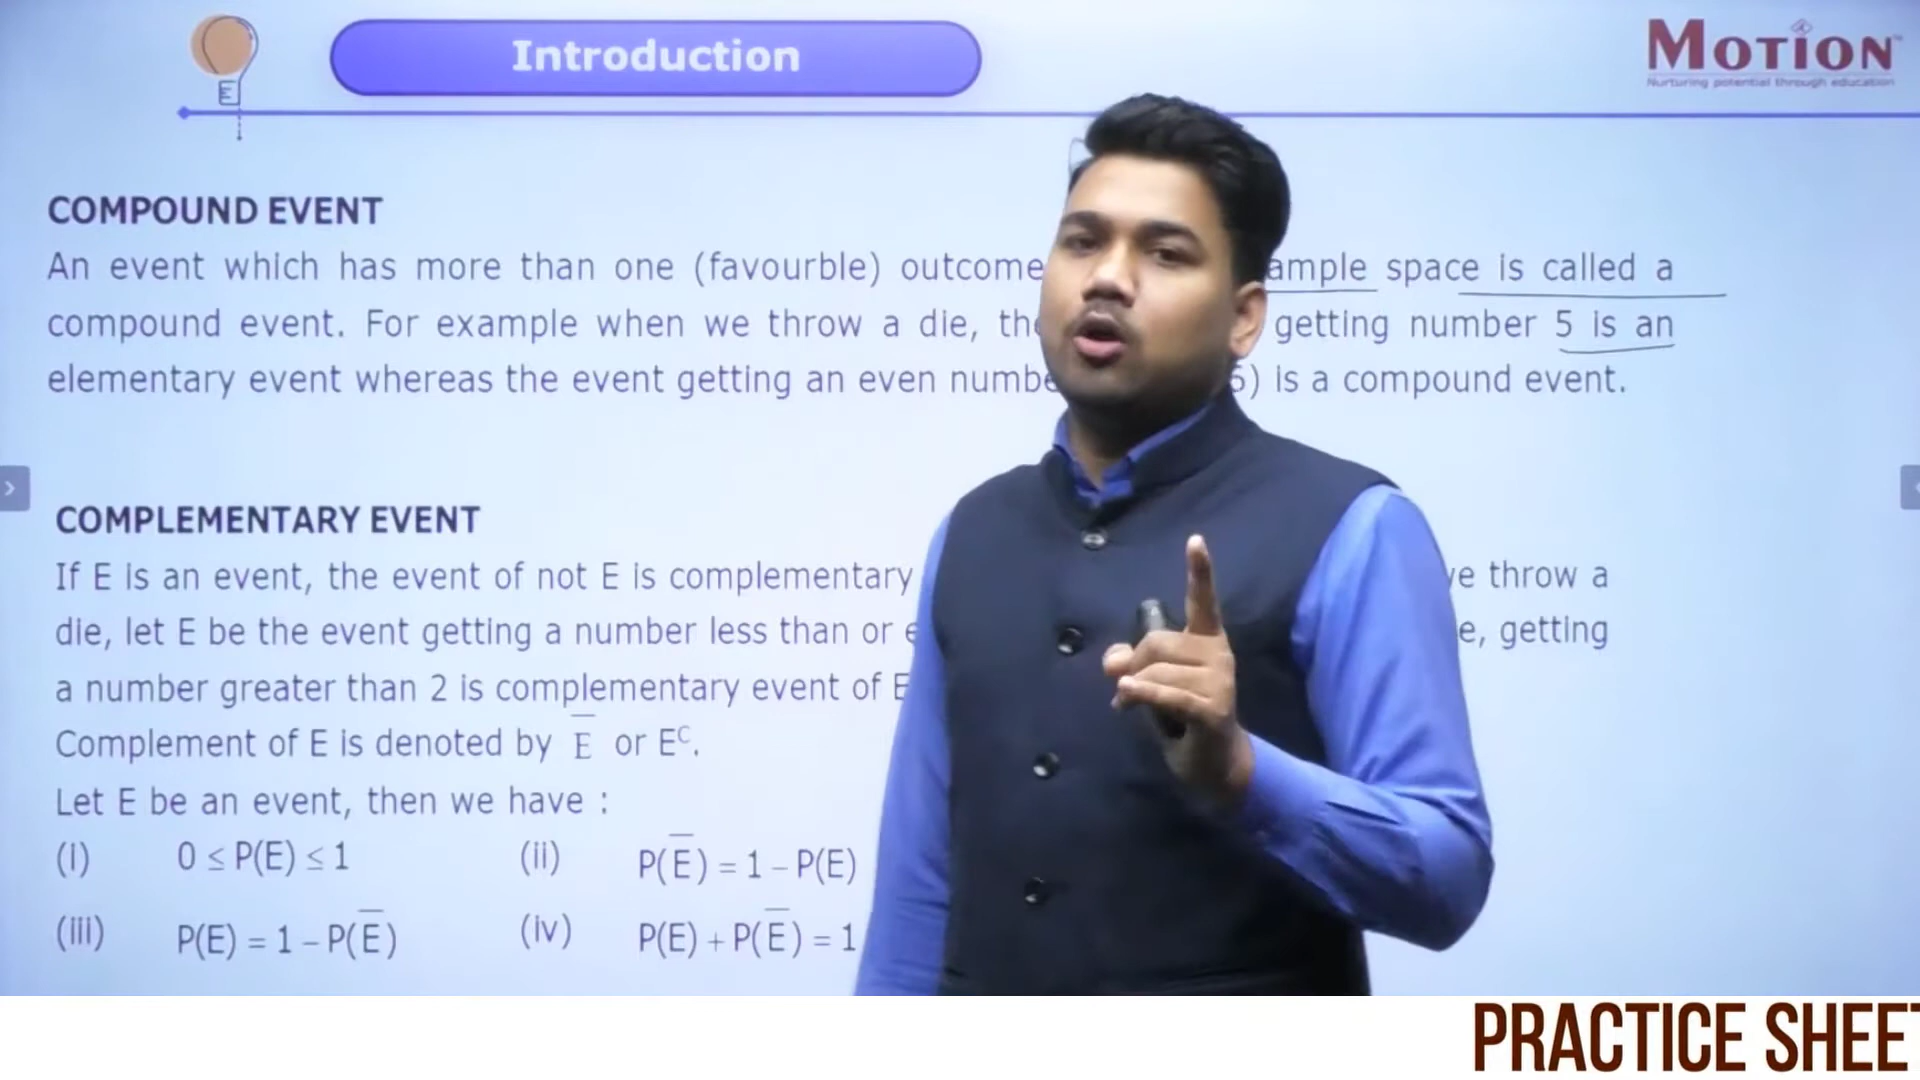 Introduction
MOTION
Nurturing potential through education
E
COMPOUND EVENT
An event which has more than one (favourble) outcome ample space is called a
compound event. For example when we throw a die, the getting number 5 is an
elementary event whereas the event getting an even numbe 6) is a compound event.
COMPLEMENTARY EVENT
If E is an event, the event of not E is complementary throw a
die, let E be the event getting a number less than or e, getting
a number greater than 2 is complementary event of E
Complement of E is denoted by E̅ or Eᶜ.
Let E be an event, then we have :
(i) 0 ≤ P(E) ≤ 1 (ii) P(E̅) = 1 – P(E)
(iii) P(E) = 1 – P(E̅) (iv) P(E) + P(E̅) = 1
PRACTICE SHEET